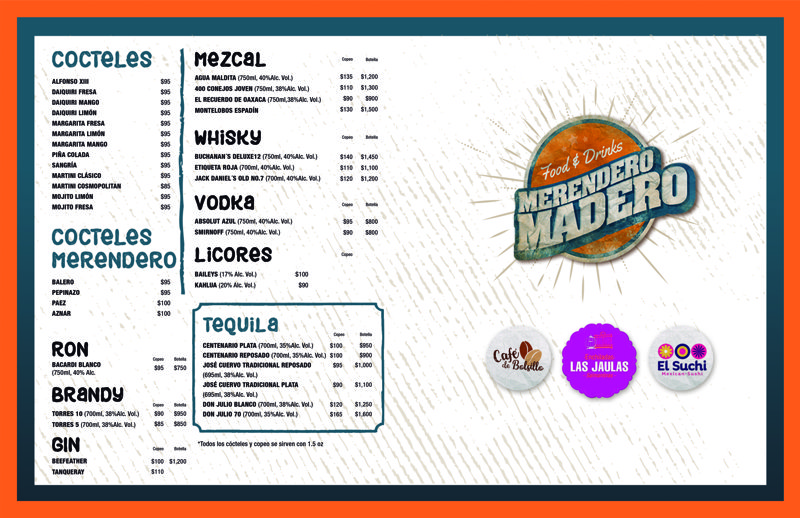 COCTELES
ALFONSO XIII $95
DAIQUIRI FRESA $95
DAIQUIRI MANGO $95
DAIQUIRI LIMÓN $95
MARGARITA FRESA $95
MARGARITA LIMÓN $95
MARGARITA MANGO $95
PIÑA COLADA $95
SANGRÍA $95
MARTINI CLÁSICO $95
MARTINI COSMOPOLITAN $85
MOJITO LIMÓN $95
MOJITO FRESA $95
COCTELES
MERENDERO
BALERO $95
PEPINAZO $95
PAEZ $100
AZNAR $100
RON
Copeo Botella
BACARDI BLANCO $95 $750
(750ml, 40% Alc.
BRANDY
Copeo Botella
TORRES 10 (700ml, 38%Alc. Vol.) $90 $950
TORRES 5 (700ml, 38%Alc. Vol.) $85 $850
GIN
Copeo Botella
BEEFEATHER $100 $1,200
TANQUERAY $110
MEZCAL
Copeo Botella
AGUA MALDITA (750ml, 40%Alc. Vol.) $135 $1,200
400 CONEJOS JOVEN (750ml, 38%Alc. Vol.) $110 $1,300
EL RECUERDO DE OAXACA (750ml,38%Alc. Vol.) $90 $900
MONTELOBOS ESPADÍN $130 $1,500
WHISKY
Copeo Botella
BUCHANAN´S DELUXE12 (750ml, 40%Alc. Vol.) $140 $1,450
ETIQUETA ROJA (700ml, 40%Alc. Vol.) $110 $1,100
JACK DANIEL´S OLD NO.7 (700ml, 40%Alc. Vol.) $120 $1,200
VODKA
Copeo Botella
ABSOLUT AZUL (750ml, 40%Alc. Vol.) $95 $800
SMIRNOFF (750ml, 40%Alc. Vol.) $90 $800
LICORES
Copeo
BAILEYS (17% Alc. Vol.) $100
KAHLUA (20% Alc. Vol.) $90
TEQUILA
Copeo Botella
CENTENARIO PLATA (700ml, 35%Alc. Vol.) $100 $950
CENTENARIO REPOSADO (700ml, 35%Alc. Vol.) $100 $900
JOSÉ CUERVO TRADICIONAL REPOSADO $95 $1,000
(695ml, 38%Alc. Vol.)
JOSÉ CUERVO TRADICIONAL PLATA $90 $1,100
(695ml, 38%Alc. Vol.)
DON JULIO BLANCO (700ml, 38%Alc. Vol.) $120 $1,250
DON JULIO 70 (700ml, 35%Alc. Vol.) $165 $1,600
*Todos los cócteles y copeo se sirven con 1.5 oz
Food & Drinks
MERENDERO
MADERO
Café
de Bolsillo
LAS JAULAS
El Suchi
Mexican-Suchi